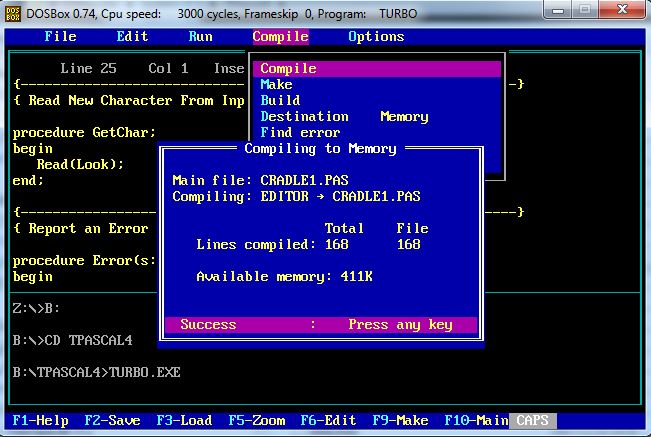 DOSBox 0.74, Cpu speed:     3000 cycles, Frameskip  0, Program:    TURBO
File     Edit     Run     Compile     Options
Line 25    Col 1   Inse
Compile
{-----------------------------------------------------}
Make
{ Read New Character From Inp
Build
Destination    Memory
procedure GetChar;
Find error
begin
Compiling to Memory
Read(Look);
end;
Main file: CRADLE1.PAS
Compiling: EDITOR → CRADLE1.PAS
{-----------------------------------------------------}
{ Report an Error
Total    File
Lines compiled: 168    168
procedure Error(s:
begin
Available memory: 411K
Z:\>B:
Success         :    Press any key
B:\>CD TPASCAL4
B:\TPASCAL4>TURBO.EXE
F1-Help  F2-Save  F3-Load  F5-Zoom  F6-Edit  F9-Make  F10-Main CAPS